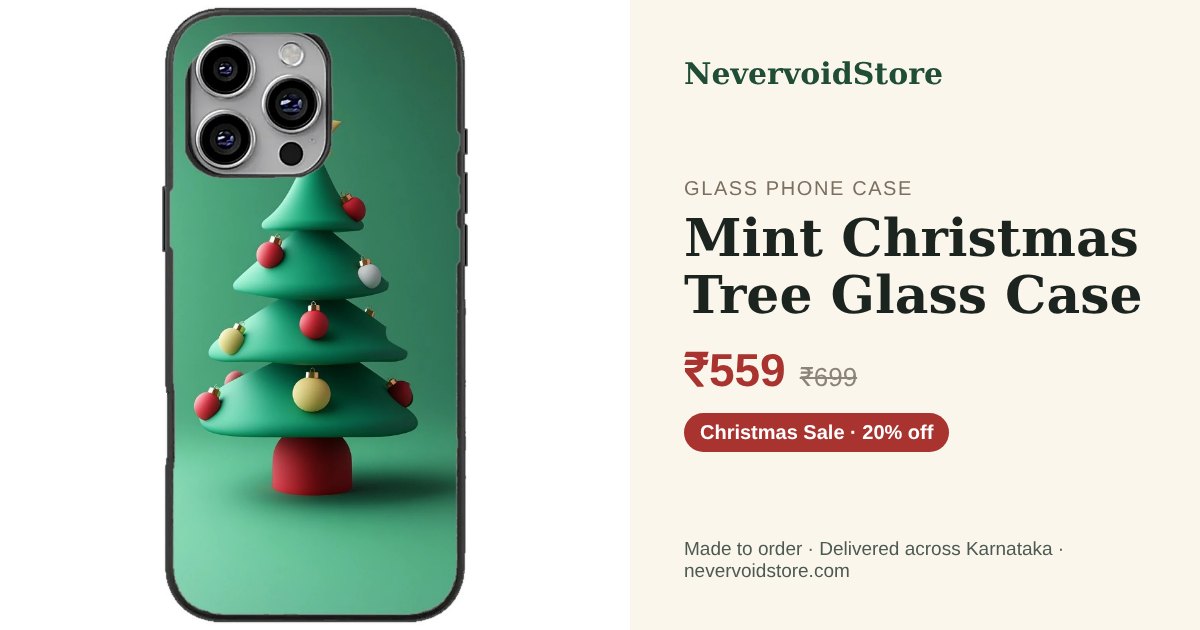 NevervoidStore
GLASS PHONE CASE
Mint Christmas
Tree Glass Case
₹559 ₹699
Christmas Sale · 20% off
Made to order · Delivered across Karnataka ·
nevervoidstore.com